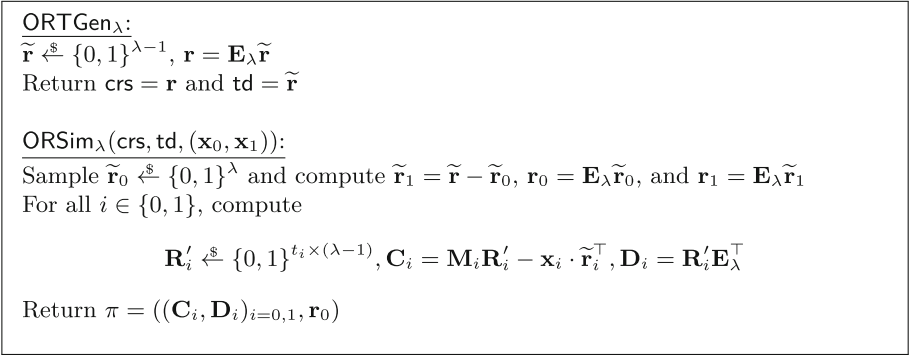 ORTGen_λ:
r̃ ←$ {0, 1}^{λ−1}, r = E_λ r̃
Return crs = r and td = r̃
ORSim_λ(crs, td, (x_0, x_1)):
Sample r̃_0 ←$ {0, 1}^λ and compute r̃_1 = r̃ − r̃_0, r_0 = E_λ r̃_0, and r_1 = E_λ r̃_1
For all i ∈ {0, 1}, compute
R′_i ←$ {0, 1}^{t_i×(λ−1)}, C_i = M_i R′_i − x_i · r̃_i^⊤, D_i = R′_i E_λ^⊤
Return π = ((C_i, D_i)_{i=0,1}, r_0)